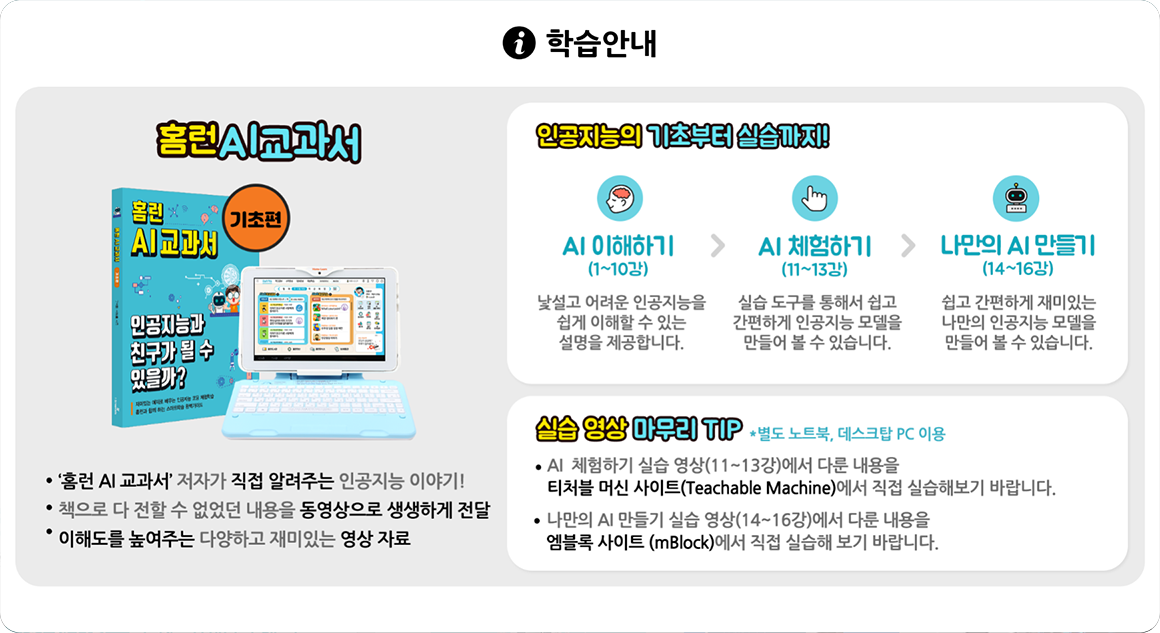 학습안내
홈런AI교과서
홈런
AI교과서
기초편
인공지능과
친구가 될 수
있을까?
• ‘홈런 AI 교과서’ 저자가 직접 알려주는 인공지능 이야기!
• 책으로 다 전할 수 없었던 내용을 동영상으로 생생하게 전달
• 이해도를 높여주는 다양하고 재미있는 영상 자료
인공지능의 기초부터 실습까지!
AI 이해하기
(1~10강)
낯설고 어려운 인공지능을
쉽게 이해할 수 있는
설명을 제공합니다.
AI 체험하기
(11~13강)
실습 도구를 통해서 쉽고
간편하게 인공지능 모델을
만들어 볼 수 있습니다.
나만의 AI 만들기
(14~16강)
쉽고 간편하게 재미있는
나만의 인공지능 모델을
만들어 볼 수 있습니다.
실습 영상 마무리 TIP *별도 노트북, 데스크탑 PC 이용
• AI 체험하기 실습 영상(11~13강)에서 다룬 내용을
티처블 머신 사이트(Teachable Machine)에서 직접 실습해보기 바랍니다.
• 나만의 AI 만들기 실습 영상(14~16강)에서 다룬 내용을
엠블록 사이트 (mBlock)에서 직접 실습해 보기 바랍니다.